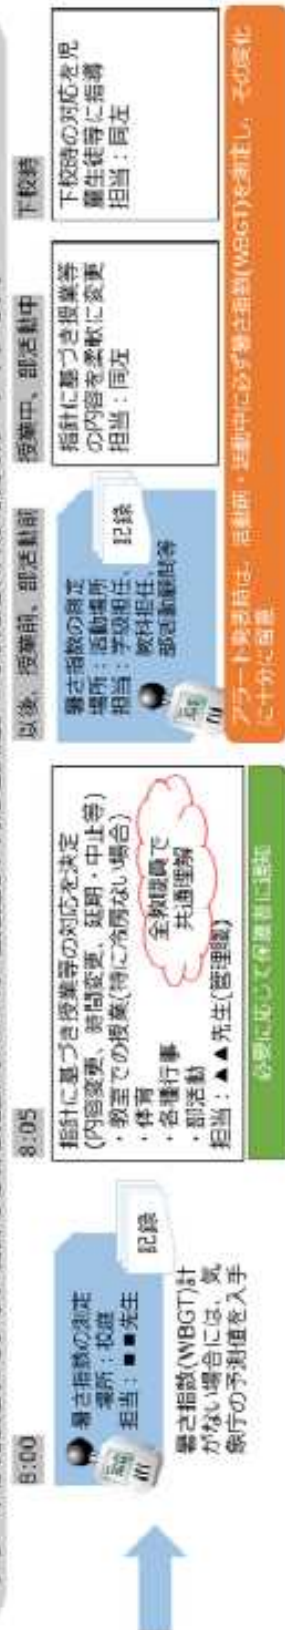 8:00
暑さ指数の測定
場所：校庭
担当：■■先生
記録
暑さ指数(WBGT)計
がない場合には、気
象庁の予測値を入手
8:05
指針に基づき授業等の対応を決定
(内容変更、時間変更、延期・中止等)
・教室での授業(特に冷房ない場合)
・体育
・各種行事
・部活動
担当：▲▲先生(管理職)
全教職員で
共通理解
必要に応じて保護者に通知
以後、授業前、部活動前
暑さ指数の測定
場所：活動場所
担当：学級担任、
教科担任、
部活動顧問等
記録
授業中、部活動中
指針に基づき授業等
の内容を柔軟に変更
担当：同左
下校時
下校時の対応を児
童生徒等に指導
担当：同左
アラート発表時は、活動前・活動中に必ず暑さ指数(WBGT)を測定し、その変化
に十分に留意